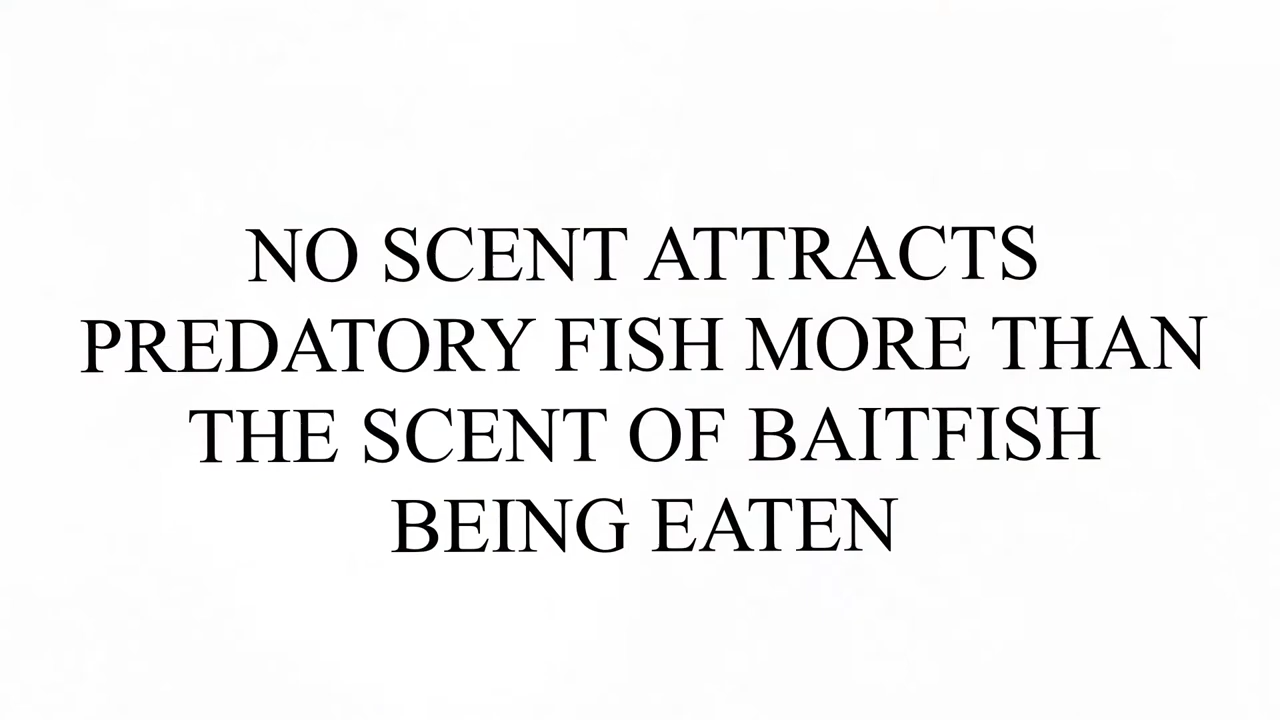 NO SCENT ATTRACTS
PREDATORY FISH MORE THAN
THE SCENT OF BAITFISH
BEING EATEN